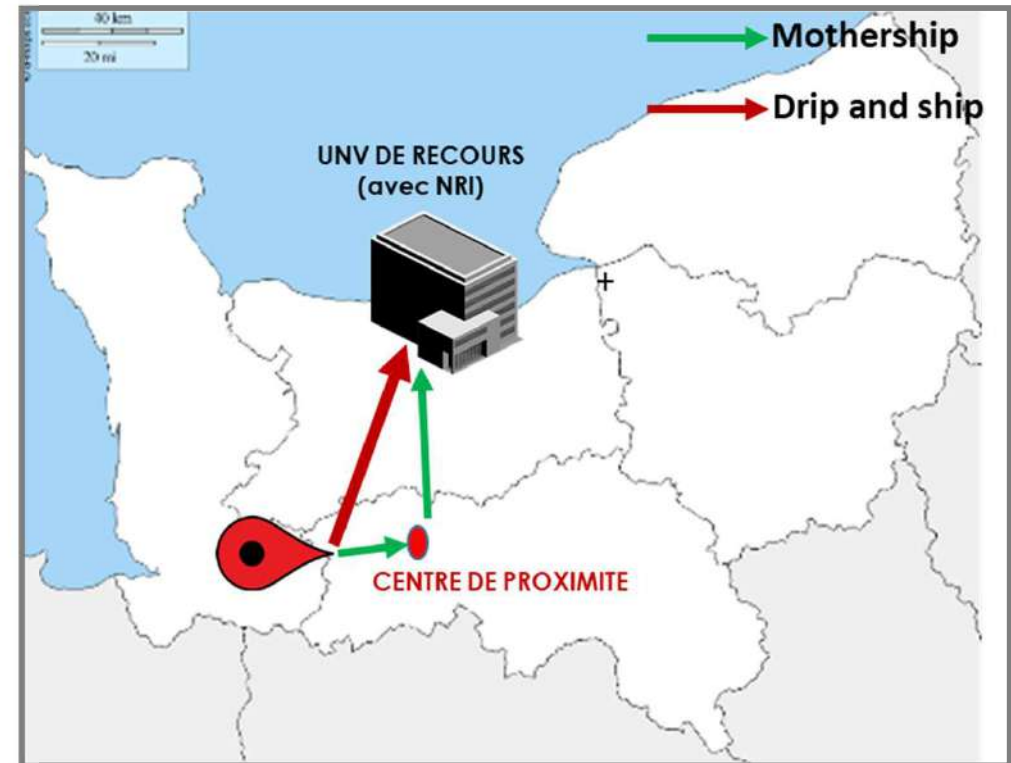 40 km
20 mi
Mothership
Drip and ship
UNV DE RECOURS
(avec NRI)
CENTRE DE PROXIMITE